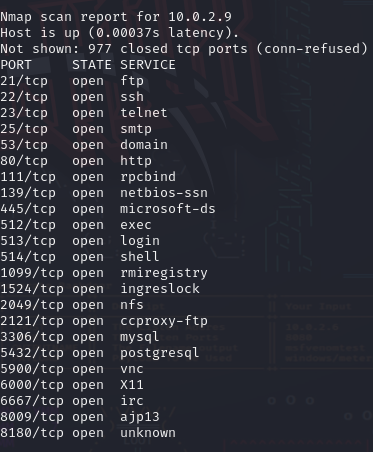 Nmap scan report for 10.0.2.9
Host is up (0.00037s latency).
Not shown: 977 closed tcp ports (conn-refused)
PORT     STATE SERVICE
21/tcp   open  ftp
22/tcp   open  ssh
23/tcp   open  telnet
25/tcp   open  smtp
53/tcp   open  domain
80/tcp   open  http
111/tcp  open  rpcbind
139/tcp  open  netbios-ssn
445/tcp  open  microsoft-ds
512/tcp  open  exec
513/tcp  open  login
514/tcp  open  shell
1099/tcp open  rmiregistry
1524/tcp open  ingreslock
2049/tcp open  nfs
2121/tcp open  ccproxy-ftp
3306/tcp open  mysql
5432/tcp open  postgresql
5900/tcp open  vnc
6000/tcp open  X11
6667/tcp open  irc
8009/tcp open  ajp13
8180/tcp open  unknown